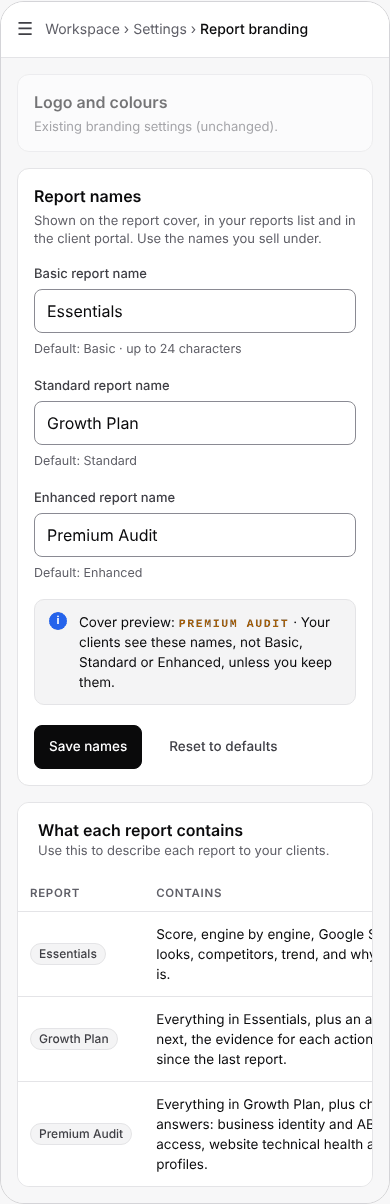 ☰ Workspace › Settings › Report branding
Logo and colours
Existing branding settings (unchanged).
Report names
Shown on the report cover, in your reports list and in
the client portal. Use the names you sell under.
Basic report name
Essentials
Default: Basic · up to 24 characters
Standard report name
Growth Plan
Default: Standard
Enhanced report name
Premium Audit
Default: Enhanced
i Cover preview: PREMIUM AUDIT · Your
clients see these names, not Basic,
Standard or Enhanced, unless you keep
them.
Save names Reset to defaults
What each report contains
Use this to describe each report to your clients.
REPORT CONTAINS
Score, engine by engine, Google
Essentials looks, competitors, trend, and why
is.
Everything in Essentials, plus an
Growth Plan next, the evidence for each action
since the last report.
Everything in Growth Plan, plus
Premium Audit answers: business identity and
access, website technical health
profiles.